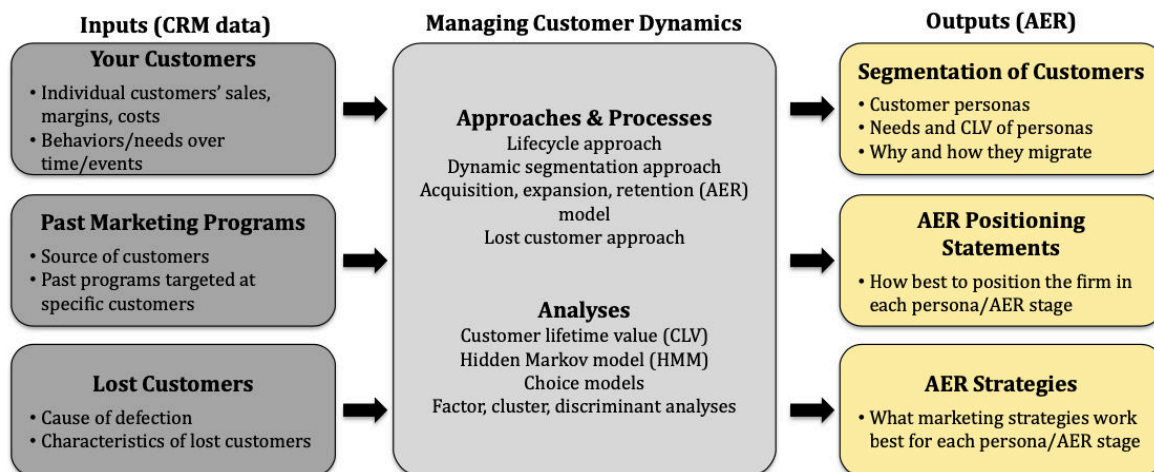 Inputs (CRM data)
Your Customers
• Individual customers' sales,
margins, costs
• Behaviors/needs over
time/events
Past Marketing Programs
• Source of customers
• Past programs targeted at
specific customers
Lost Customers
• Cause of defection
• Characteristics of lost customers
Managing Customer Dynamics
Approaches & Processes
Lifecycle approach
Dynamic segmentation approach
Acquisition, expansion, retention (AER)
model
Lost customer approach
Analyses
Customer lifetime value (CLV)
Hidden Markov model (HMM)
Choice models
Factor, cluster, discriminant analyses
Outputs (AER)
Segmentation of Customers
• Customer personas
• Needs and CLV of personas
• Why and how they migrate
AER Positioning
Statements
• How best to position the firm in
each persona/AER stage
AER Strategies
• What marketing strategies work
best for each persona/AER stage